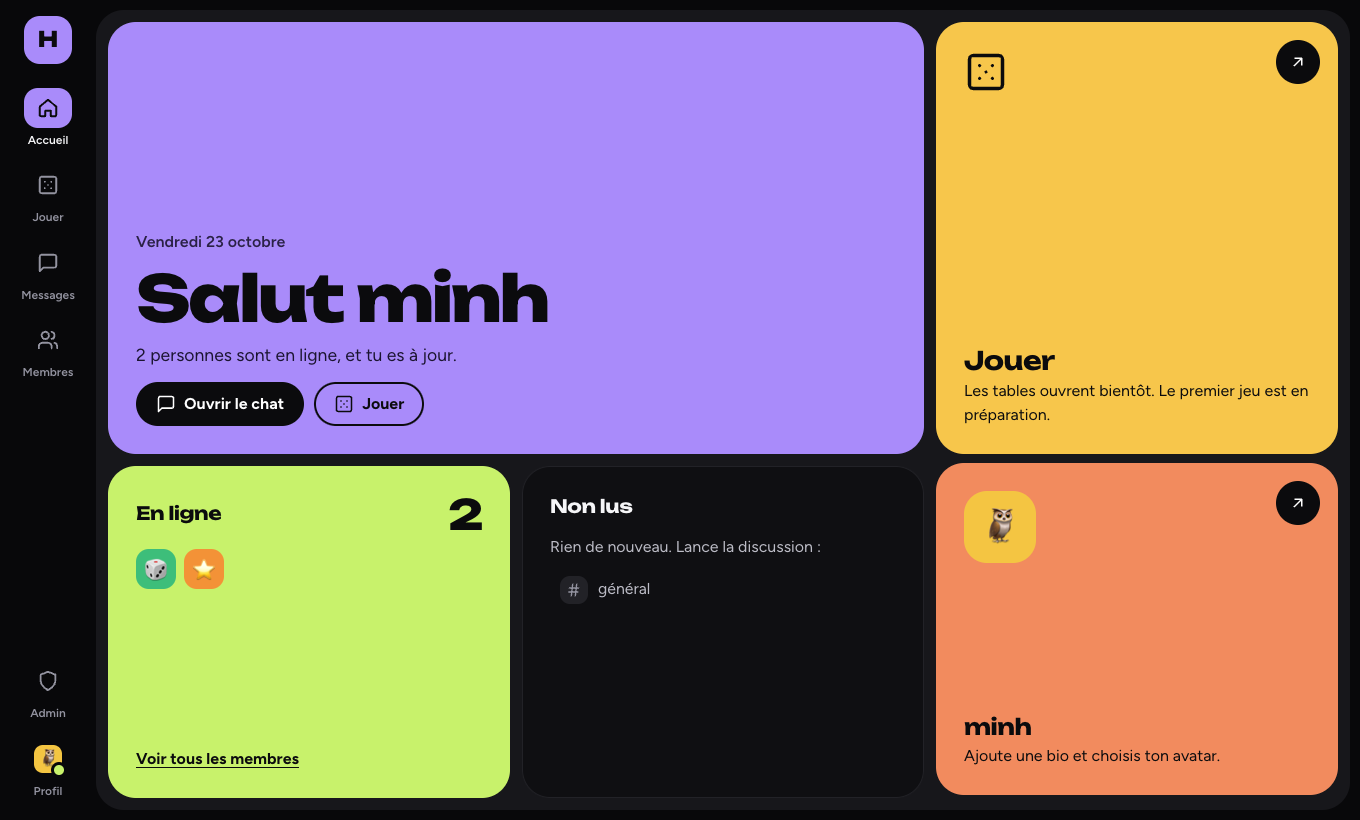 H
Accueil
Jouer
Messages
Membres
Admin
Profil
Vendredi 23 octobre
Salut minh
2 personnes sont en ligne, et tu es à jour.
Ouvrir le chat
Jouer
Jouer
Les tables ouvrent bientôt. Le premier jeu est en
préparation.
En ligne
2
Voir tous les membres
Non lus
Rien de nouveau. Lance la discussion :
# général
minh
Ajoute une bio et choisis ton avatar.